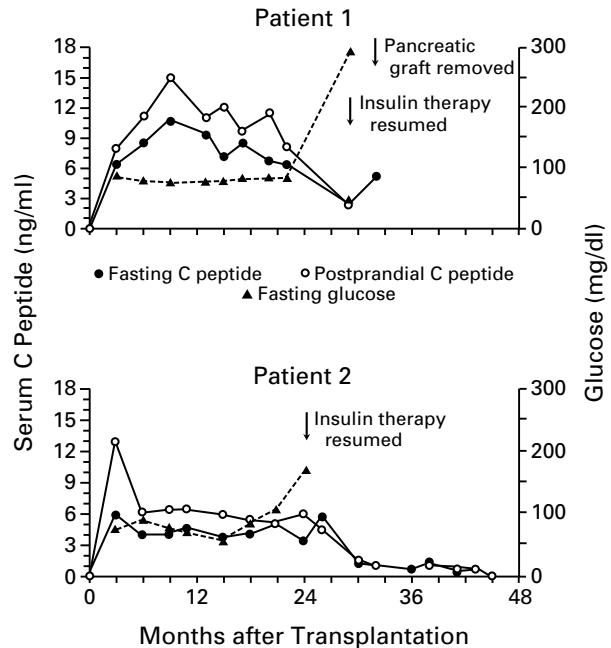 Patient 1
18
15
12
9
6
3
0
300
200
100
0
Pancreatic
graft removed
Insulin therapy
resumed
Serum C Peptide (ng/ml)
Glucose (mg/dl)
Fasting C peptide
Postprandial C peptide
Fasting glucose
Patient 2
18
15
12
9
6
3
0
300
200
100
0
Insulin therapy
resumed
0 12 24 36 48
Months after Transplantation